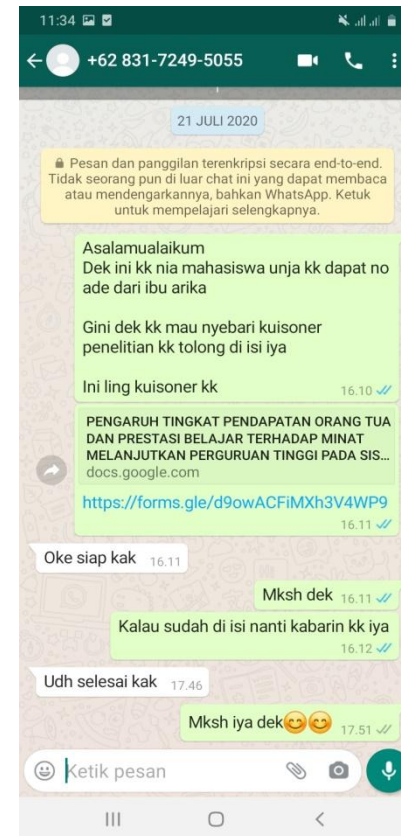 11:34
+62 831-7249-5055
21 JULI 2020
Pesan dan panggilan terenkripsi secara end-to-end.
Tidak seorang pun di luar chat ini yang dapat membaca
atau mendengarkannya, bahkan WhatsApp. Ketuk
untuk mempelajari selengkapnya.
Asalamualaikum
Dek ini kk nia mahasiswa unja kk dapat no
ade dari ibu arika
Gini dek kk mau nyebari kuisoner
penelitian kk tolong di isi iya
Ini ling kuisoner kk
16.10
PENGARUH TINGKAT PENDAPATAN ORANG TUA
DAN PRESTASI BELAJAR TERHADAP MINAT
MELANJUTKAN PERGURUAN TINGGI PADA SIS...
docs.google.com
https://forms.gle/d9owACFiMXh3V4WP9
16.11
Oke siap kak 16.11
Mksh dek 16.11
Kalau sudah di isi nanti kabarin kk iya
16.12
Udh selesai kak 17.46
Mksh iya dek😊😊 17.51
Ketik pesan